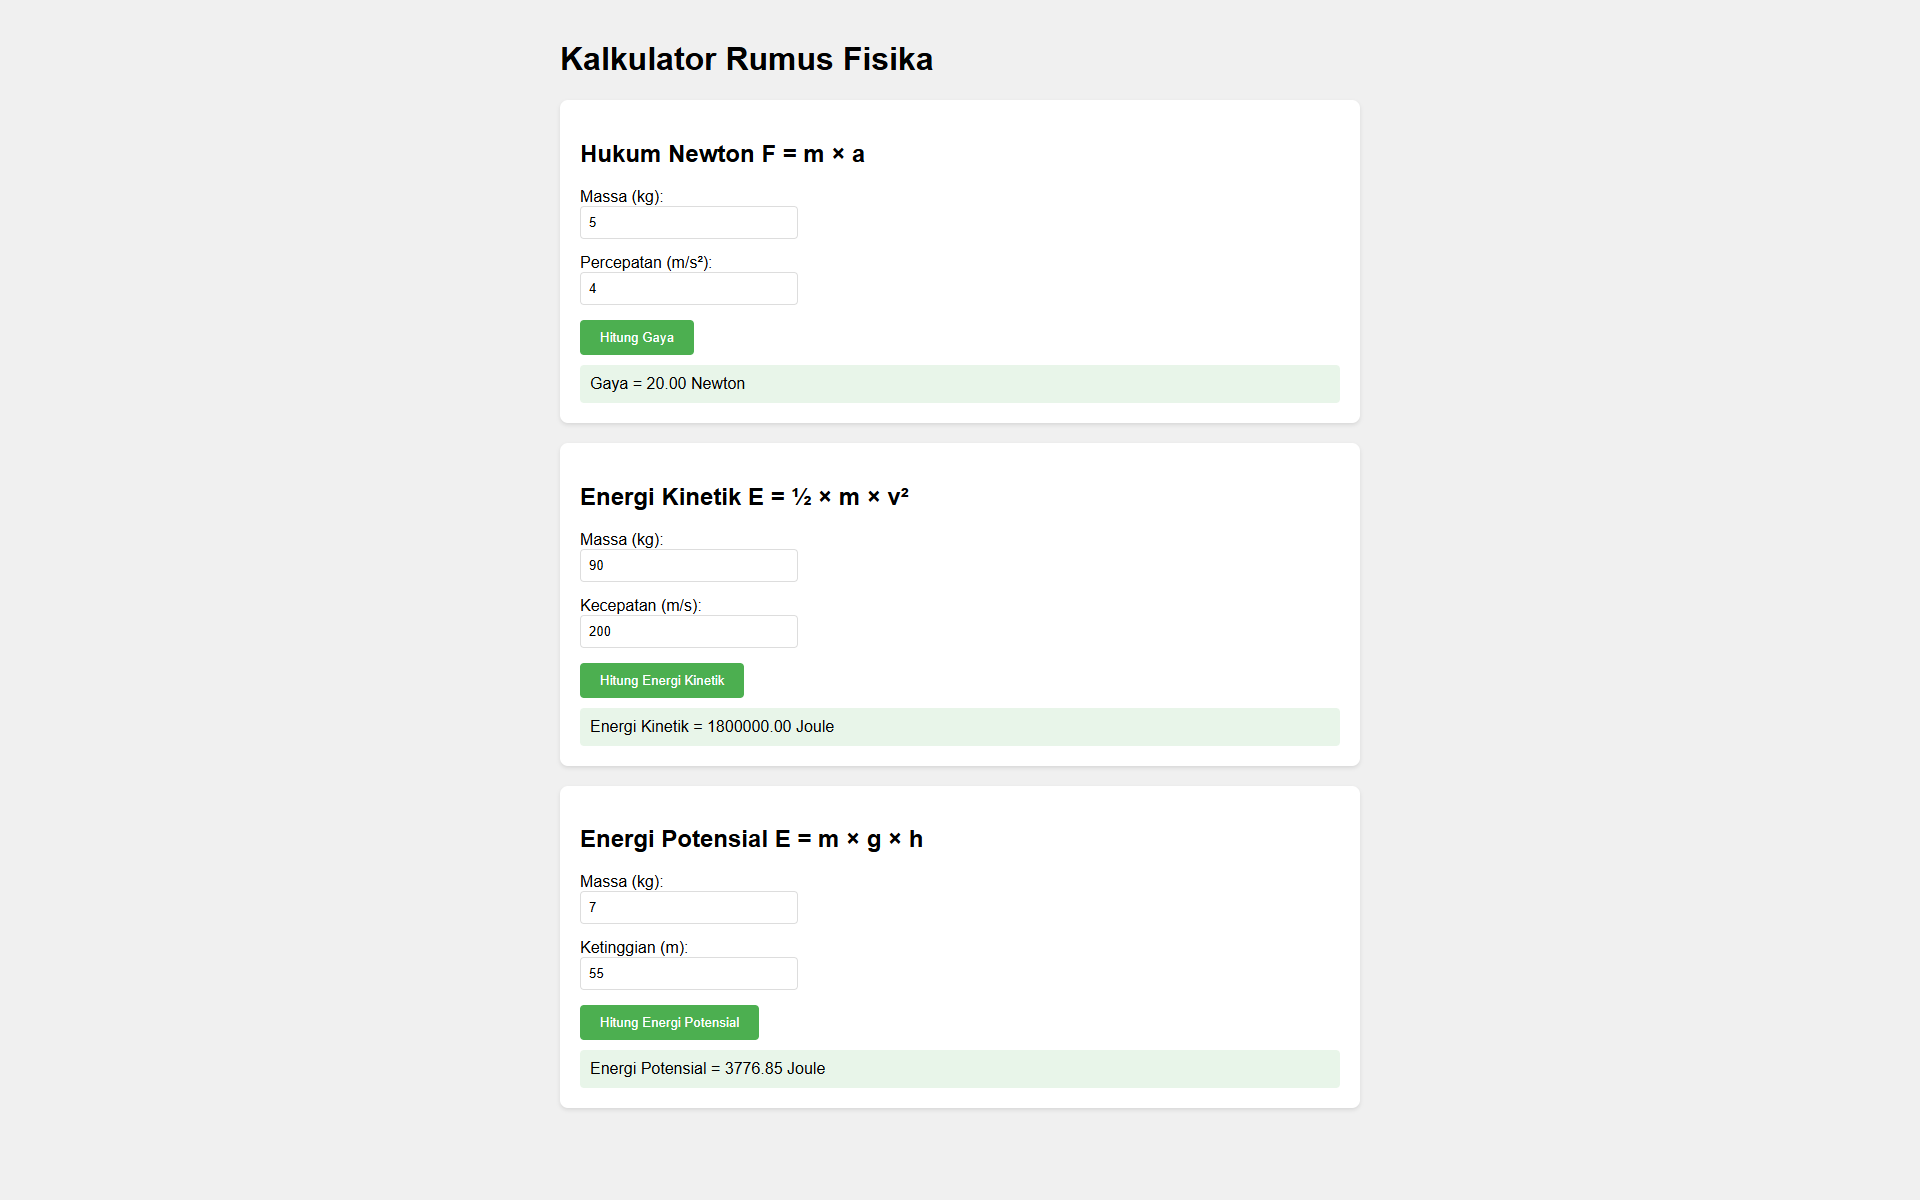 Kalkulator Rumus Fisika
Hukum Newton F = m × a
Massa (kg):
5
Percepatan (m/s²):
4
Hitung Gaya
Gaya = 20.00 Newton
Energi Kinetik E = ½ × m × v²
Massa (kg):
90
Kecepatan (m/s):
200
Hitung Energi Kinetik
Energi Kinetik = 1800000.00 Joule
Energi Potensial E = m × g × h
Massa (kg):
7
Ketinggian (m):
55
Hitung Energi Potensial
Energi Potensial = 3776.85 Joule